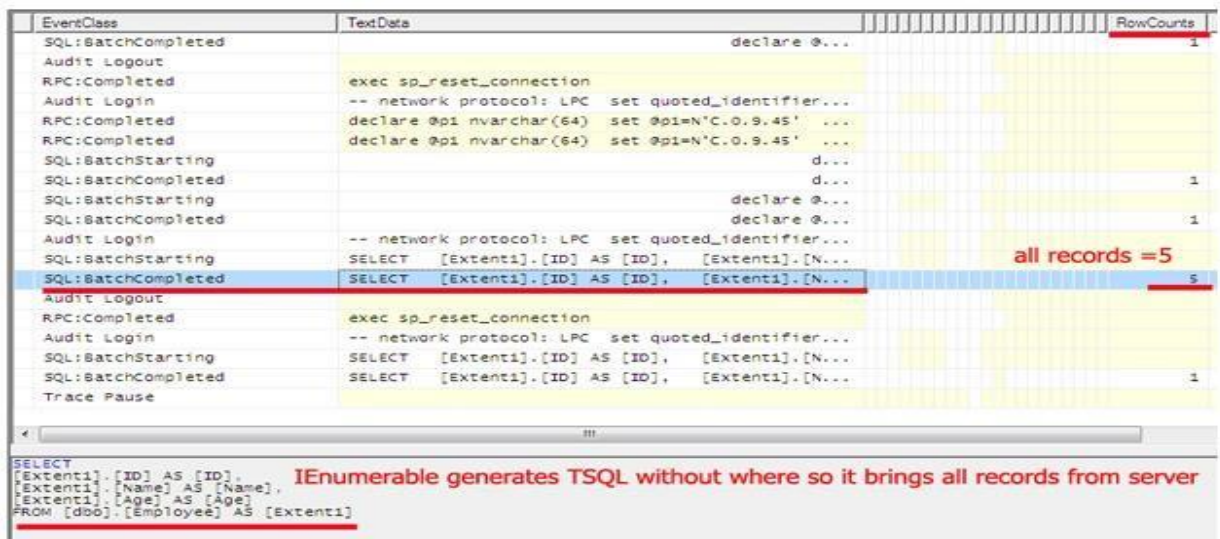 EventClass TextData RowCounts
SQL:BatchCompleted declare @... 1
Audit Logout
RPC:Completed exec sp_reset_connection
Audit Login -- network protocol: LPC set quoted_identifier...
RPC:Completed declare @p1 nvarchar(64) set @p1=N'C.0.9.45' ...
RPC:Completed declare @p1 nvarchar(64) set @p1=N'C.0.9.45' ...
SQL:BatchStarting d...
SQL:BatchCompleted d... 1
SQL:BatchStarting declare @...
SQL:BatchCompleted declare @... 1
Audit Login -- network protocol: LPC set quoted_identifier...
SQL:BatchStarting SELECT [Extent1].[ID] AS [ID], [Extent1].[N... all records =5
SQL:BatchCompleted SELECT [Extent1].[ID] AS [ID], [Extent1].[N... 5
Audit Logout
RPC:Completed exec sp_reset_connection
Audit Login -- network protocol: LPC set quoted_identifier...
SQL:BatchStarting SELECT [Extent1].[ID] AS [ID], [Extent1].[N...
SQL:BatchCompleted SELECT [Extent1].[ID] AS [ID], [Extent1].[N... 1
Trace Pause
SELECT
[Extent1].[ID] AS [ID],
[Extent1].[Name] AS [Name],
[Extent1].[Age] AS [Age]
FROM [dbo].[Employee] AS [Extent1]
IEnumerable generates TSQL without where so it brings all records from server